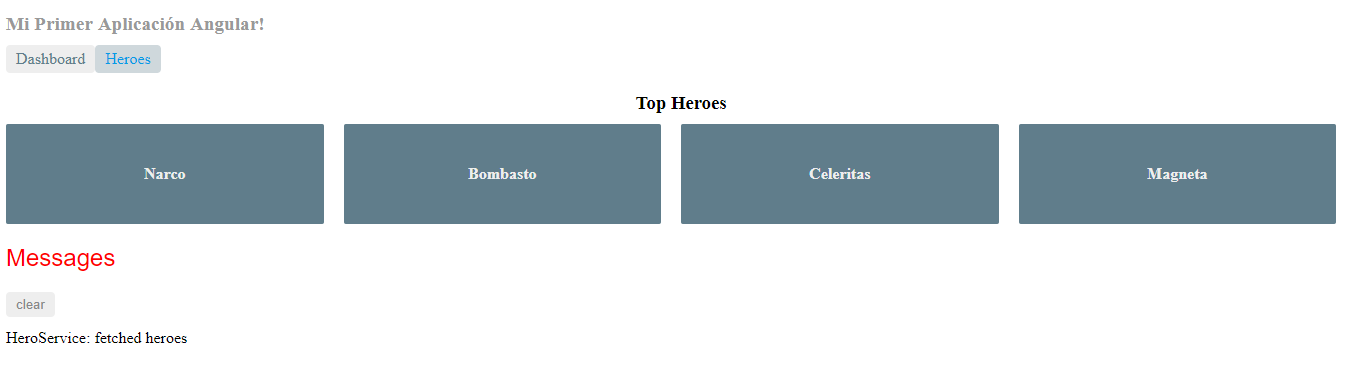 Mi Primer Aplicación Angular!
Dashboard Heroes
Top Heroes
Narco Bombasto Celeritas Magneta
Messages
clear
HeroService: fetched heroes